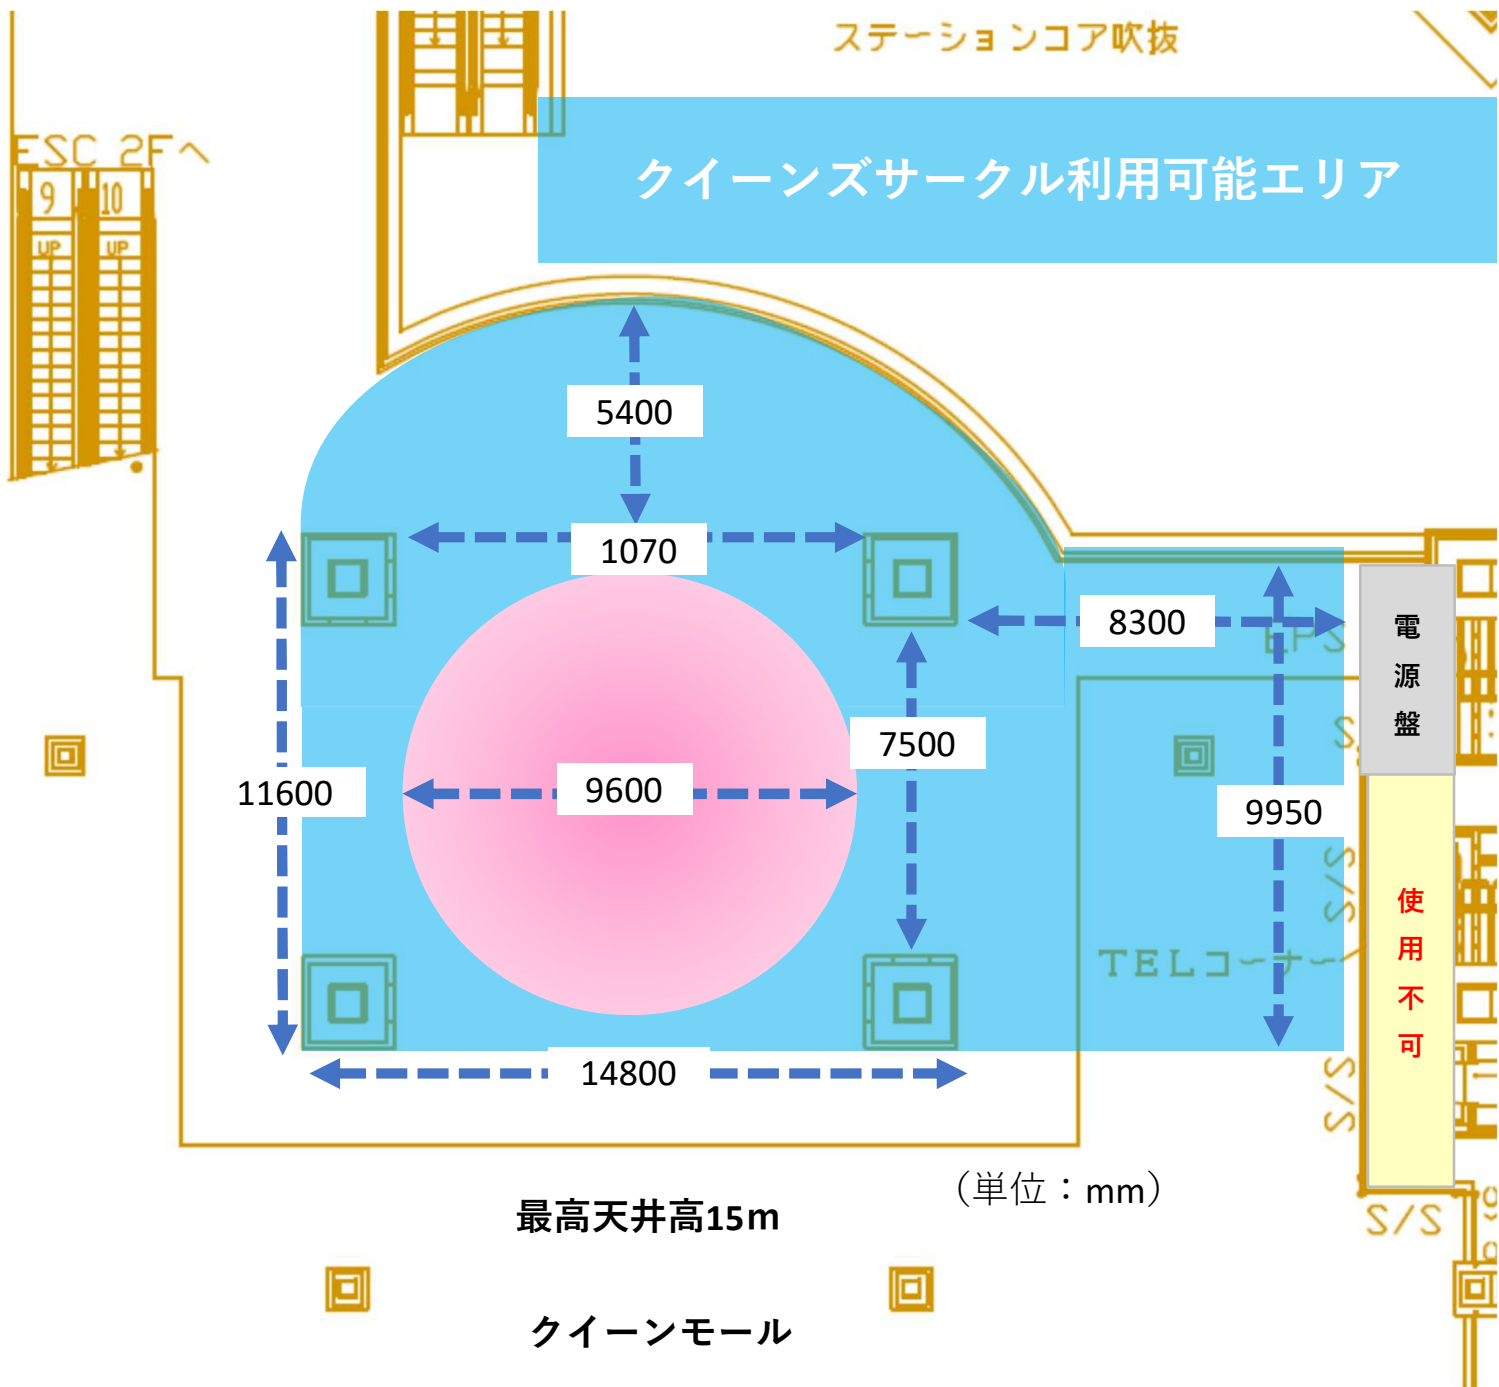 ステーションコア吹抜
ESC 2Fへ
クイーンズサークル利用可能エリア
9
10
UP
UP
5400
1070
8300
EPS
電源盤
7500
11600
9600
9950
S/S
使用不可
TELコーナー
14800
S/S
（単位：mm）
最高天井高15m
S/S
クイーンモール